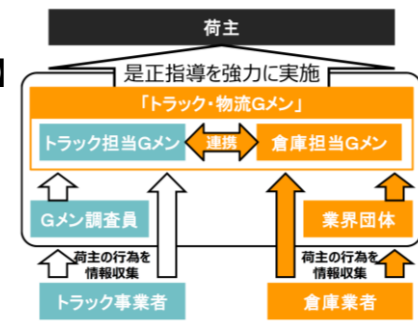 荷主
是正指導を強力に実施
「トラック・物流Gメン」
トラック担当Gメン
連携
倉庫担当Gメン
Gメン調査員
業界団体
荷主の行為を
情報収集
荷主の行為を
情報収集
トラック事業者
倉庫業者